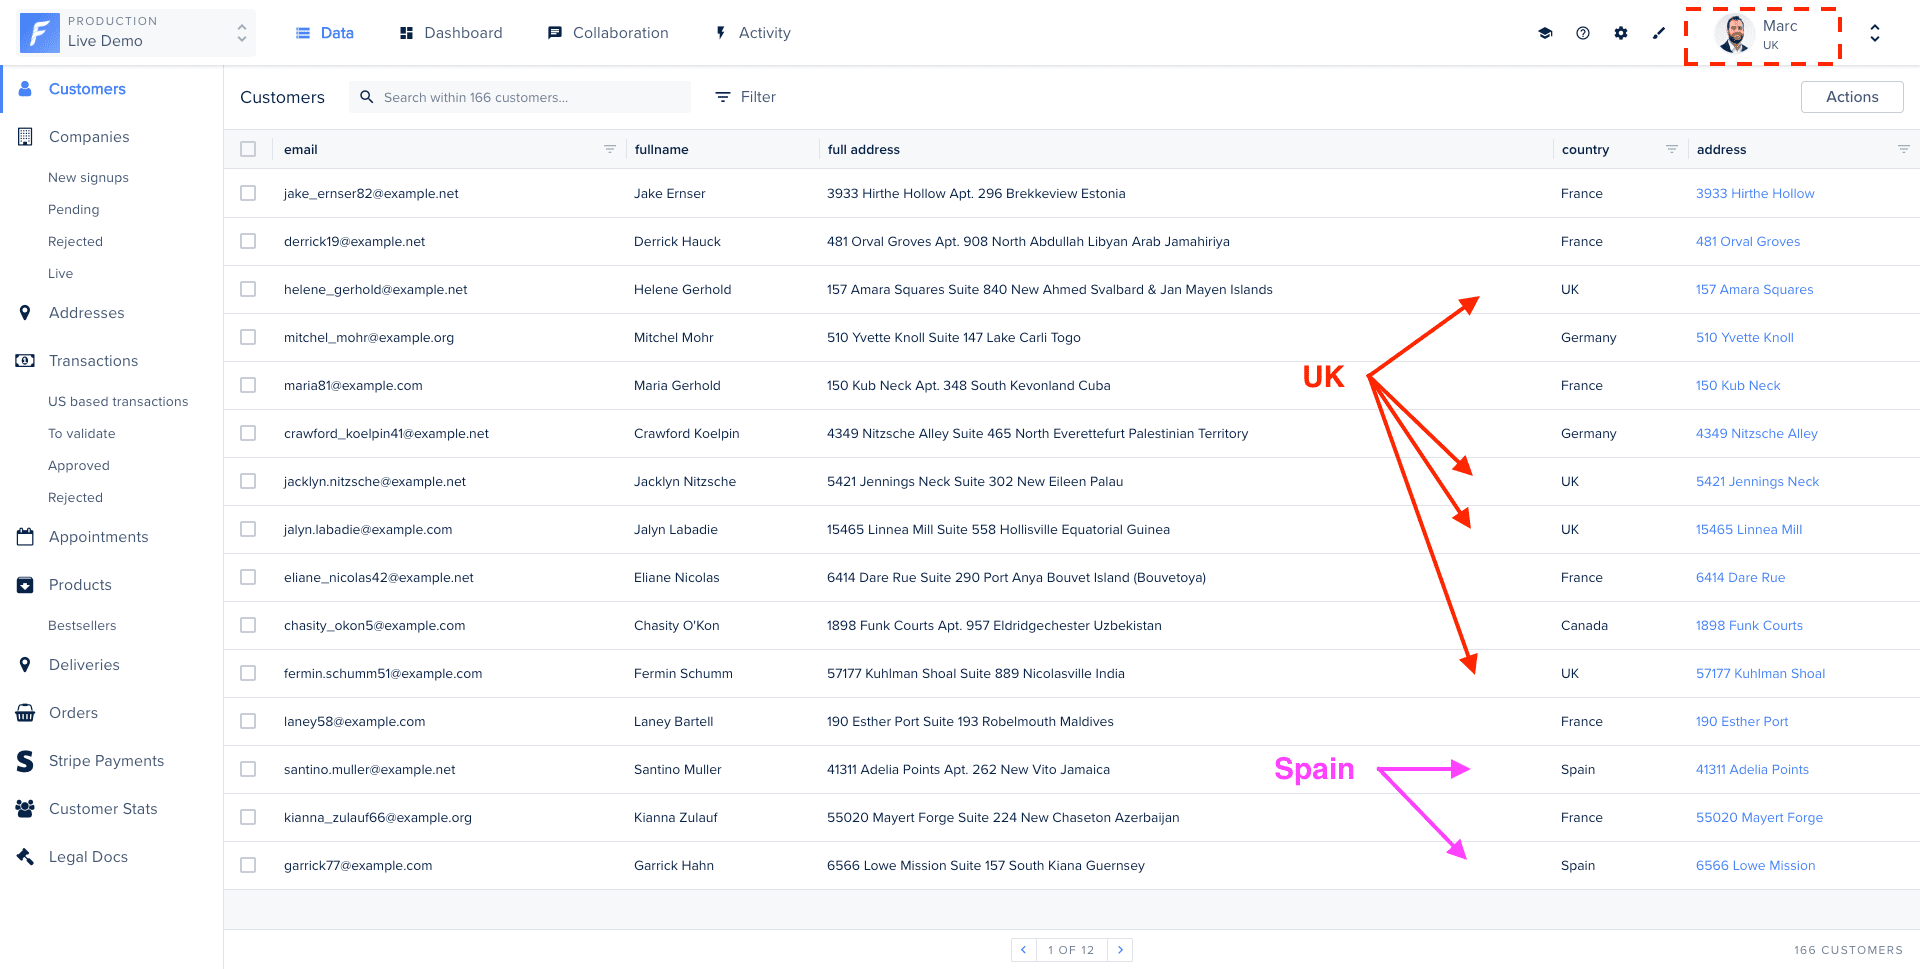 PRODUCTION
Live Demo
Data
Dashboard
Collaboration
Activity
Marc
UK
Customers
Companies
New signups
Pending
Rejected
Live
Addresses
Transactions
US based transactions
To validate
Approved
Rejected
Appointments
Products
Bestsellers
Deliveries
Orders
Stripe Payments
Customer Stats
Legal Docs
Customers
Search within 166 customers...
Filter
Actions
email fullname full address country address
jake_ernser82@example.net Jake Ernser 3933 Hirthe Hollow Apt. 296 Brekkeview Estonia France 3933 Hirthe Hollow
derrick19@example.net Derrick Hauck 481 Orval Groves Apt. 908 North Abdullah Libyan Arab Jamahiriya France 481 Orval Groves
helene_gerhold@example.net Helene Gerhold 157 Amara Squares Suite 840 New Ahmed Svalbard & Jan Mayen Islands UK 157 Amara Squares
mitchel_mohr@example.org Mitchel Mohr 510 Yvette Knoll Suite 147 Lake Carli Togo Germany 510 Yvette Knoll
UK
maria81@example.com Maria Gerhold 150 Kub Neck Apt. 348 South Kevonland Cuba France 150 Kub Neck
crawford_koelpin41@example.net Crawford Koelpin 4349 Nitzsche Alley Suite 465 North Everettefurt Palestinian Territory Germany 4349 Nitzsche Alley
jacklyn.nitzsche@example.net Jacklyn Nitzsche 5421 Jennings Neck Suite 302 New Eileen Palau UK 5421 Jennings Neck
jalyn.labadie@example.com Jalyn Labadie 15465 Linnea Mill Suite 558 Hollisville Equatorial Guinea UK 15465 Linnea Mill
eliane_nicolas42@example.net Eliane Nicolas 6414 Dare Rue Suite 290 Port Anya Bouvet Island (Bouvetoya) France 6414 Dare Rue
chasity_okon5@example.com Chasity O'Kon 1898 Funk Courts Apt. 957 Eldridgechester Uzbekistan Canada 1898 Funk Courts
fermin.schumm51@example.com Fermin Schumm 57177 Kuhlman Shoal Suite 889 Nicolasville India UK 57177 Kuhlman Shoal
laney58@example.com Laney Bartell 190 Esther Port Suite 193 Robelmouth Maldives France 190 Esther Port
santino.muller@example.net Santino Muller 41311 Adelia Points Apt. 262 New Vito Jamaica Spain 41311 Adelia Points
Spain
kianna_zulauf66@example.org Kianna Zulauf 55020 Mayert Forge Suite 224 New Chaseton Azerbaijan France 55020 Mayert Forge
garrick77@example.com Garrick Hahn 6566 Lowe Mission Suite 157 South Kiana Guernsey Spain 6566 Lowe Mission
1 OF 12
166 CUSTOMERS